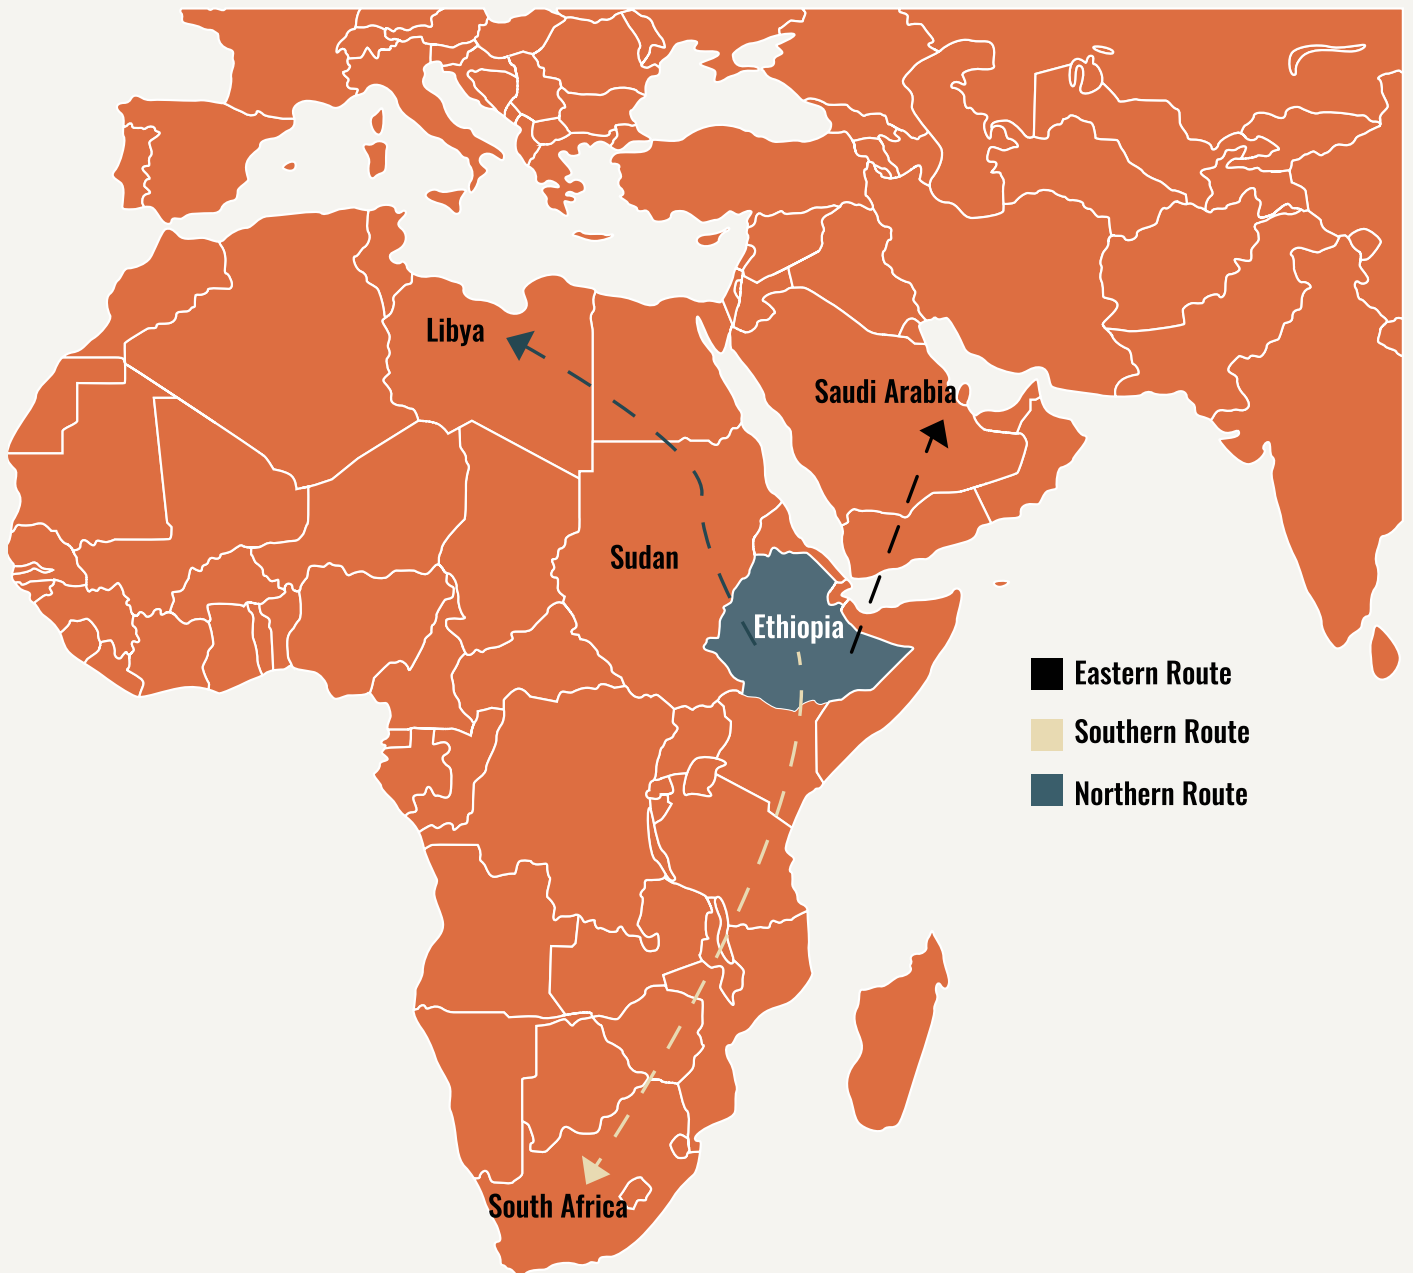 Libya
Saudi Arabia
Sudan
Ethiopia
Eastern Route
Southern Route
Northern Route
South Africa